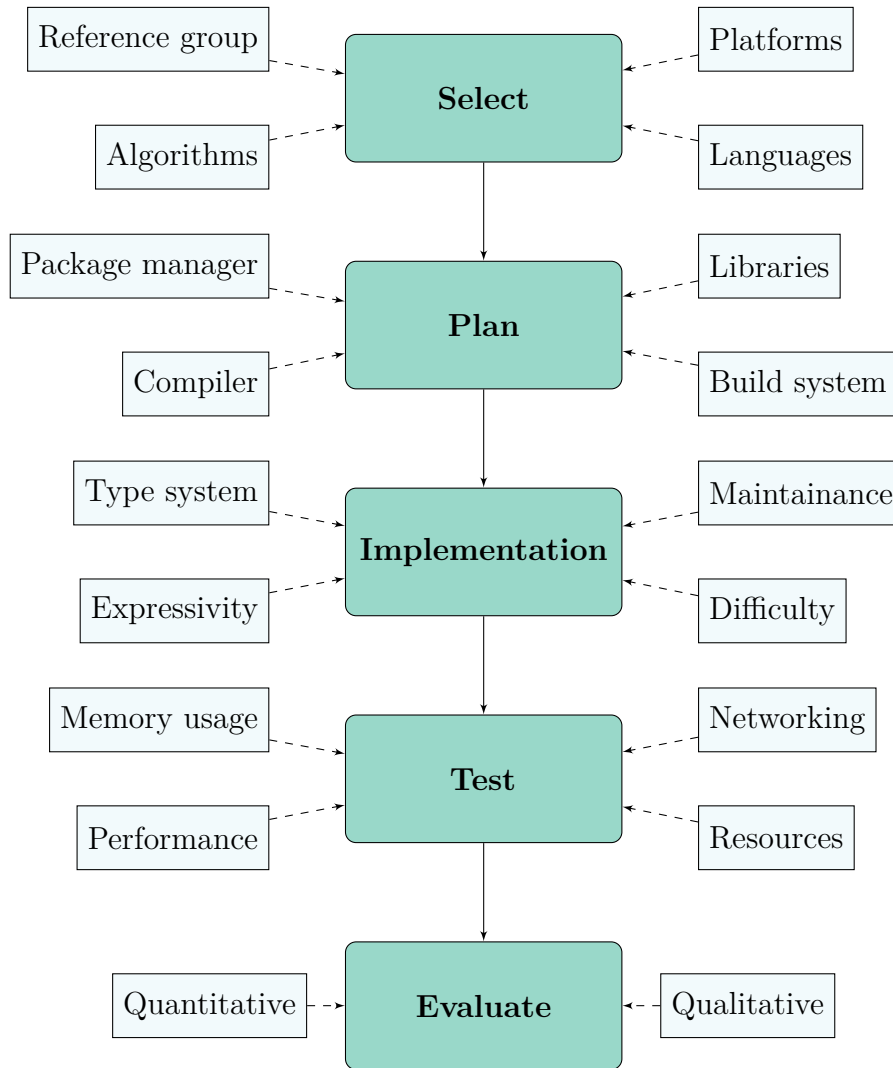 Reference group
Platforms
Select
Algorithms
Languages
Package manager
Libraries
Plan
Compiler
Build system
Type system
Maintainance
Implementation
Expressivity
Difficulty
Memory usage
Networking
Test
Performance
Resources
Quantitative
Evaluate
Qualitative